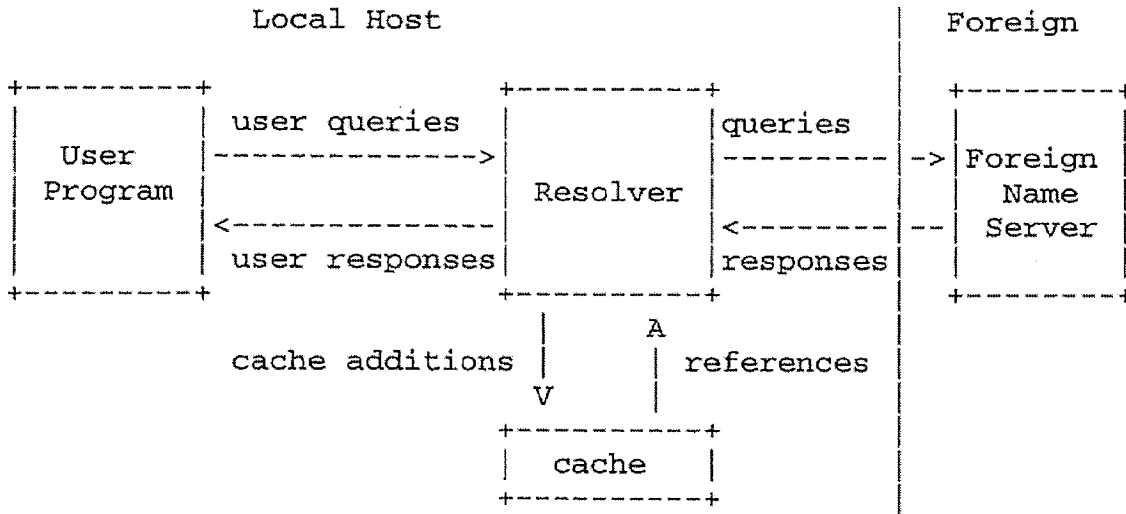 Local Host | Foreign
|
+---------+ +----------+ | +--------+
| | user queries | |queries | | |
| User |-------------->| |---------|->|Foreign |
| Program | | Resolver | | | Name |
| |<--------------| |<--------|--| Server |
| | user responses| |responses| | |
+---------+ +----------+ | +--------+
| A |
cache additions | | references |
V | |
+----------+ |
| cache | |
+----------+ |